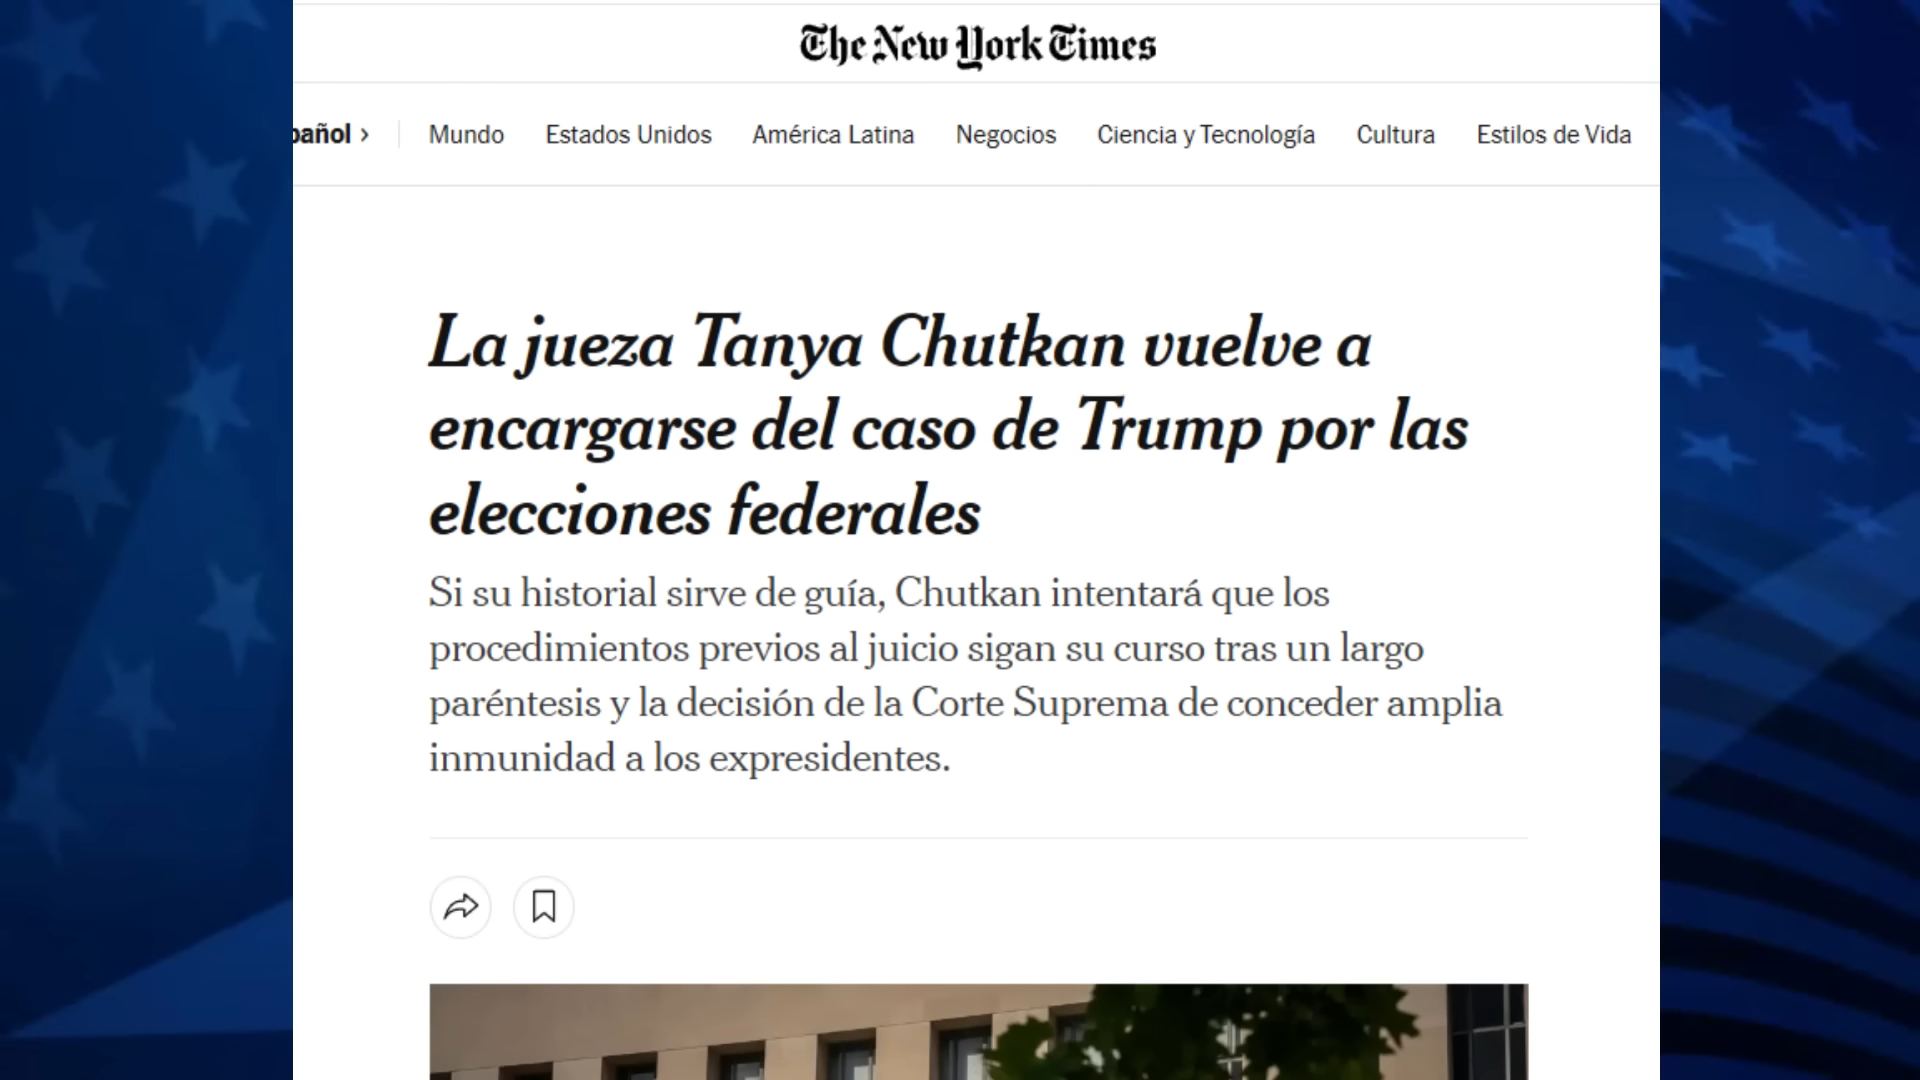 The New York Times
pañol > Mundo Estados Unidos América Latina Negocios Ciencia y Tecnología Cultura Estilos de Vida
La jueza Tanya Chutkan vuelve a
encargarse del caso de Trump por las
elecciones federales
Si su historial sirve de guía, Chutkan intentará que los
procedimientos previos al juicio sigan su curso tras un largo
paréntesis y la decisión de la Corte Suprema de conceder amplia
inmunidad a los expresidentes.